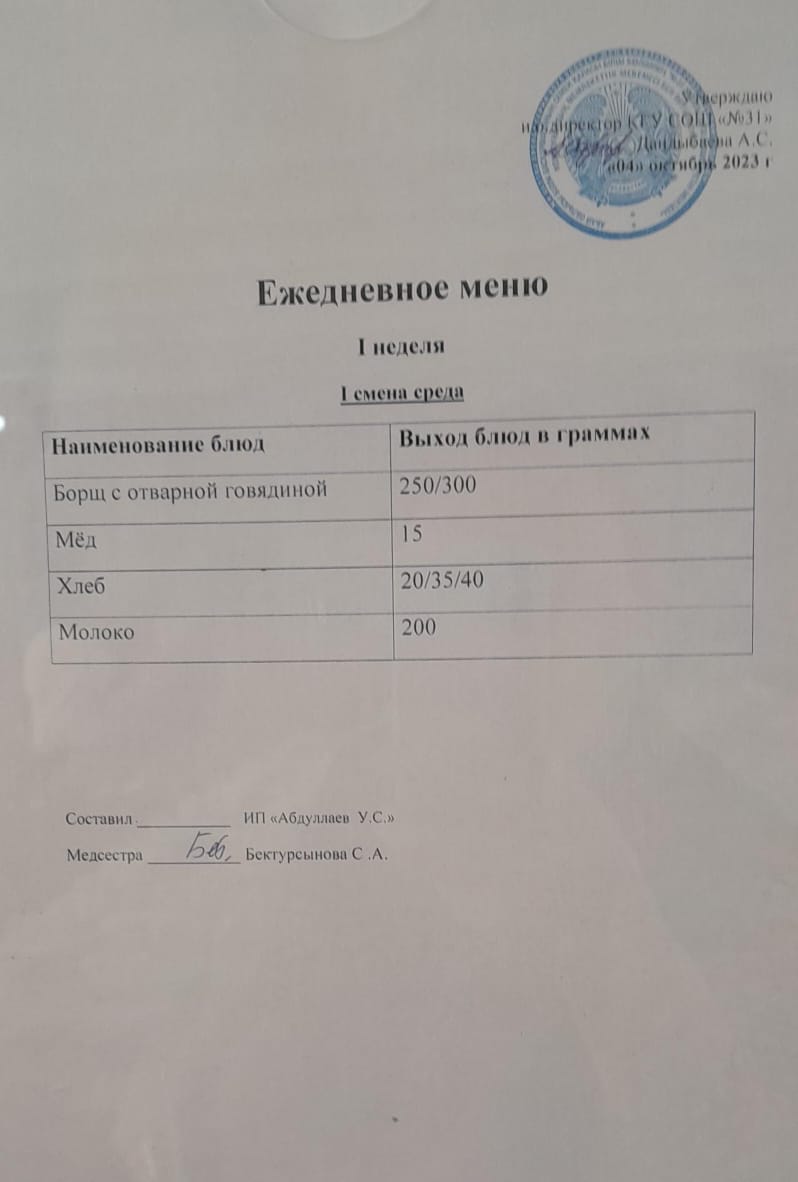 Утверждаю
и.о.директор КГУ СОШ «№31»
А.С.
«04» октябрь 2023 г
Ежедневное меню
I неделя
I смена среда
Наименование блюд Выход блюд в граммах
Борщ с отварной говядиной 250/300
Мёд 15
Хлеб 20/35/40
Молоко 200
Составил ИП «Абдуллаев У.С.»
Медсестра Бектурсынова С .А.